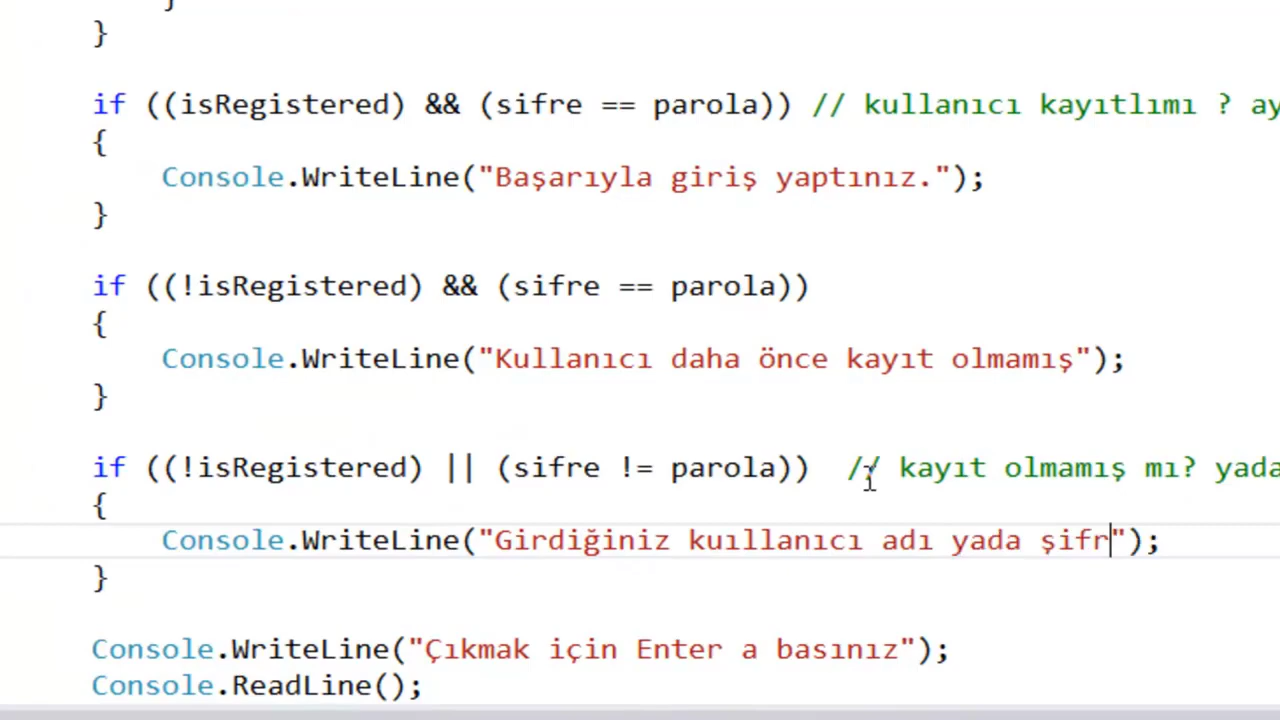 }
}
if ((isRegistered) && (sifre == parola)) // kullanıcı kayıtlımı ? ay
{
Console.WriteLine("Başarıyla giriş yaptınız.");
}
if ((!isRegistered) && (sifre == parola))
{
Console.WriteLine("Kullanıcı daha önce kayıt olmamış");
}
if ((!isRegistered) || (sifre != parola)) // kayıt olmamış mı? yada
{
Console.WriteLine("Girdiğiniz kuıllanıcı adı yada şifr");
}
Console.WriteLine("Çıkmak için Enter a basınız");
Console.ReadLine();